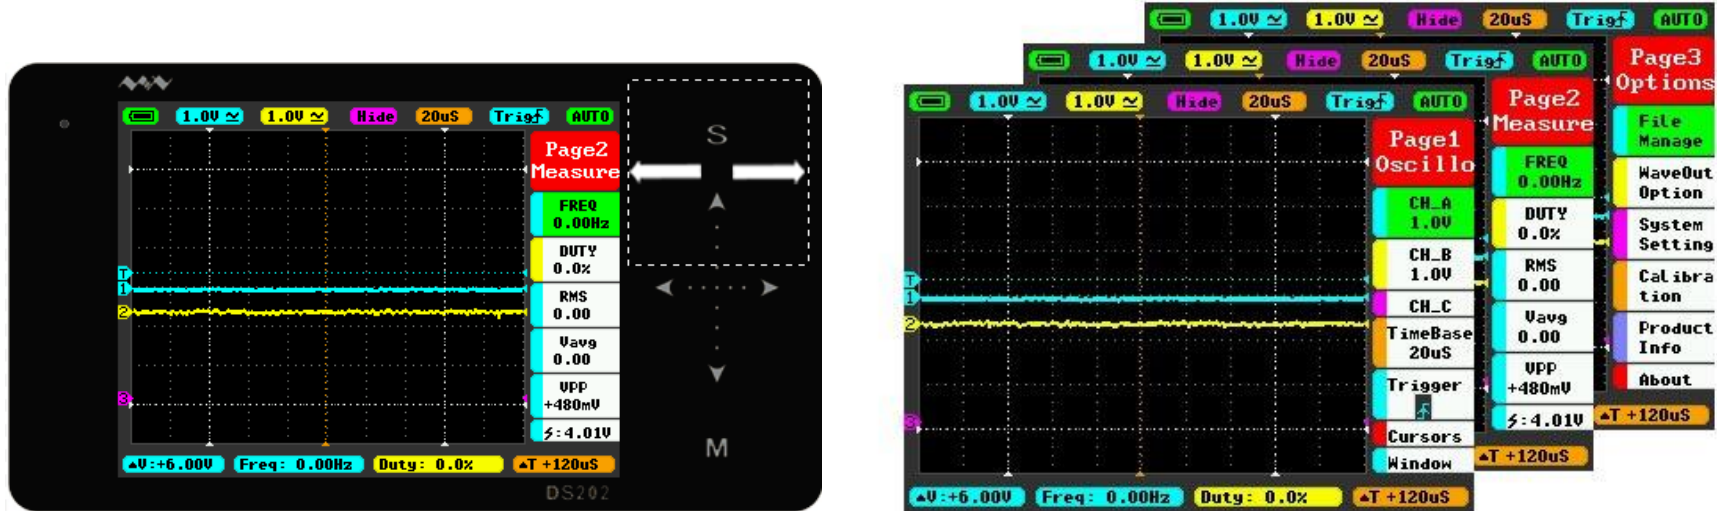 1.0V 1.0V Hide 20uS Trig AUTO
Page2
Measure
FREQ
0.00Hz
DUTY
0.0%
RMS
0.00
Vavg
0.00
VPP
+480mV
:4.01V
T
1
2
3
▲V:+6.00V Freq: 0.00Hz Duty: 0.0% ▲T +120uS
S
M
DS202
1.0V 1.0V Hide 20uS Trig AUTO
Page1
Oscillo
CH_A
1.0V
CH_B
1.0V
CH_C
TimeBase
20uS
Trigger
Cursors
Window
T
1
2
3
▲V:+6.00V Freq: 0.00Hz Duty: 0.0% ▲T +120uS
1.0V 1.0V Hide 20uS Trig AUTO
Page2
Measure
FREQ
0.00Hz
DUTY
0.0%
RMS
0.00
Vavg
0.00
VPP
+480mV
:4.01V
▲T +120uS
1.0V 1.0V Hide 20uS Trig AUTO
Page3
Options
File
Manage
WaveOut
Option
System
Setting
Calibra
tion
Product
Info
About
▲T +120uS